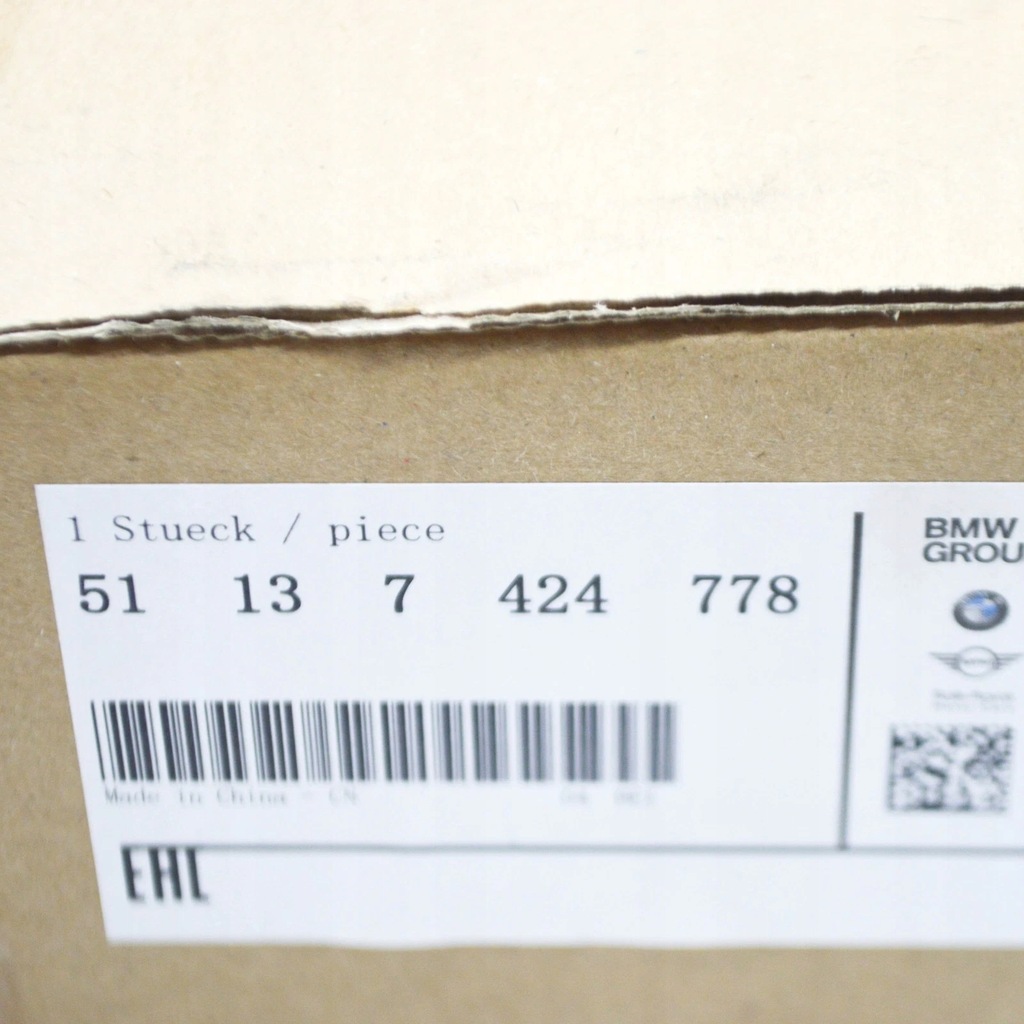 1 Stueck / piece
51 13 7 424 778
Made in China - CN
EAC
BMW
GROU